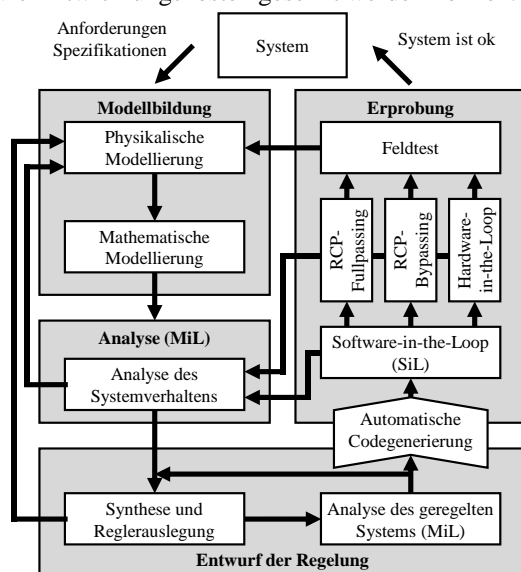 Anforderungen
Spezifikationen
System
System ist ok
Modellbildung
Physikalische
Modellierung
Mathematische
Modellierung
Analyse (MiL)
Analyse des
Systemverhaltens
Erprobung
Feldtest
RCP-
Fullpassing
RCP-
Bypassing
Hardware-
in-the-Loop
Software-in-the-Loop
(SiL)
Automatische
Codegenerierung
Synthese und
Reglerauslegung
Analyse des geregelten
Systems (MiL)
Entwurf der Regelung